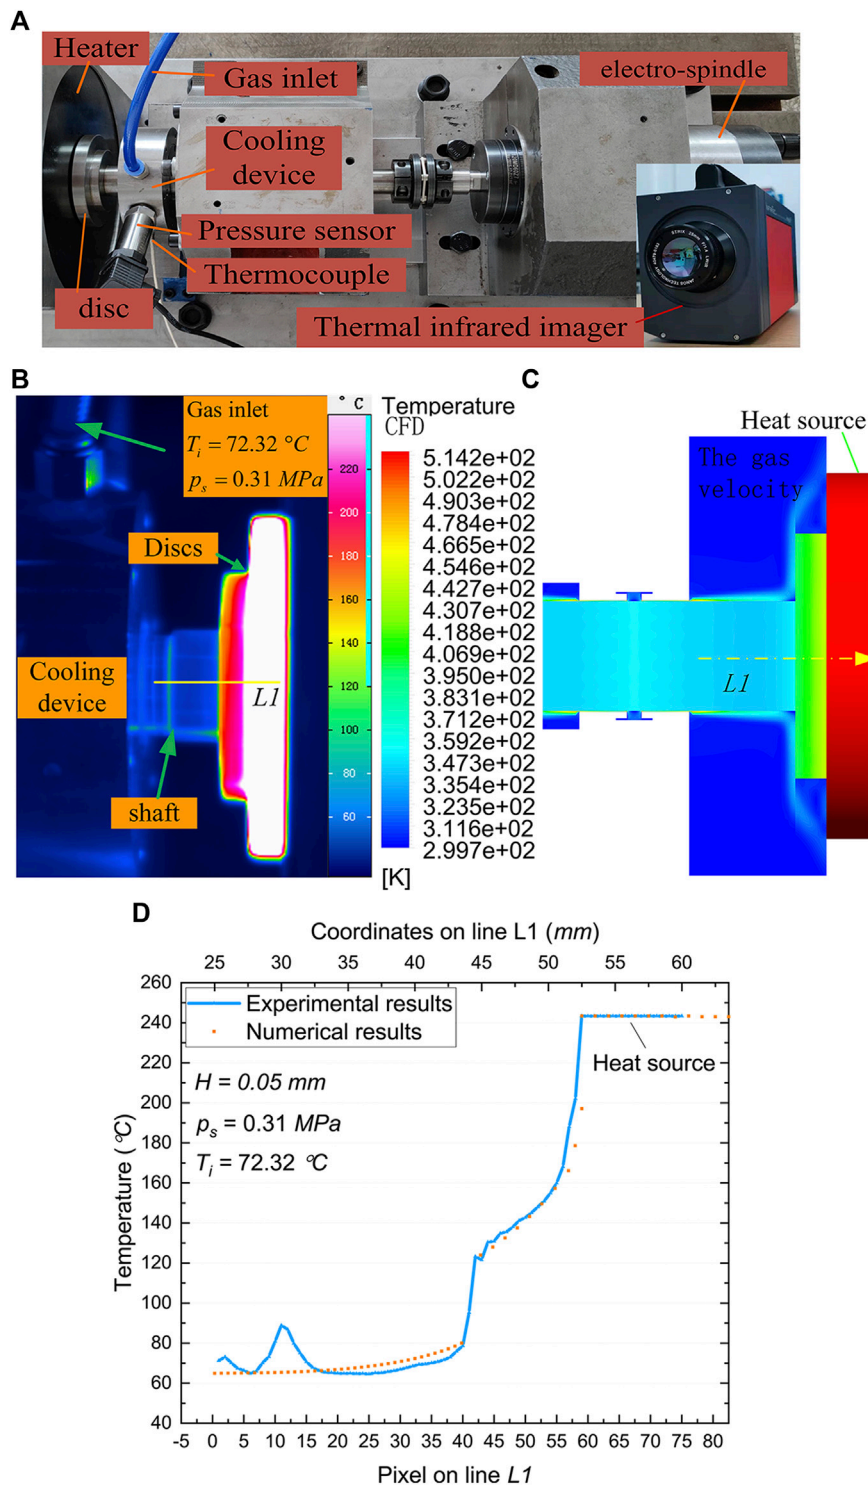 A
Heater
Gas inlet
electro-spindle
Cooling
device
Pressure sensor
Thermocouple
disc
Thermal infrared imager
B
Gas inlet
T_i = 72.32 °C
p_s = 0.31 MPa
Discs
Cooling
device
L1
shaft
° C
220
200
180
160
140
120
100
80
60
Temperature
CFD
5.142e+02
5.022e+02
4.903e+02
4.784e+02
4.665e+02
4.546e+02
4.427e+02
4.307e+02
4.188e+02
4.069e+02
3.950e+02
3.831e+02
3.712e+02
3.592e+02
3.473e+02
3.354e+02
3.235e+02
3.116e+02
2.997e+02
[K]
C
Heat source
The gas
velocity
L1
D
Coordinates on line L1 (mm)
25 30 35 40 45 50 55 60
Experimental results
Numerical results
Heat source
H = 0.05 mm
p_s = 0.31 MPa
T_i = 72.32 °C
Temperature (°C)
260
240
220
200
180
160
140
120
100
80
60
40
-5 0 5 10 15 20 25 30 35 40 45 50 55 60 65 70 75 80
Pixel on line L1